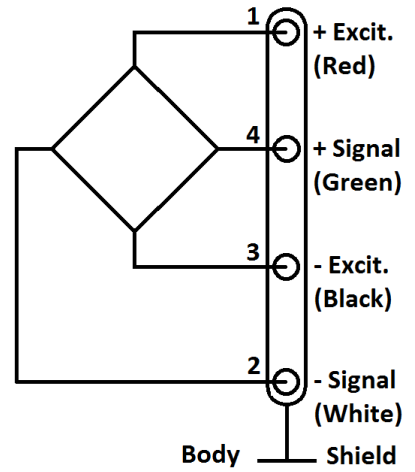 1
+ Excit.
(Red)
4
+ Signal
(Green)
3
- Excit.
(Black)
2
- Signal
(White)
Body
Shield